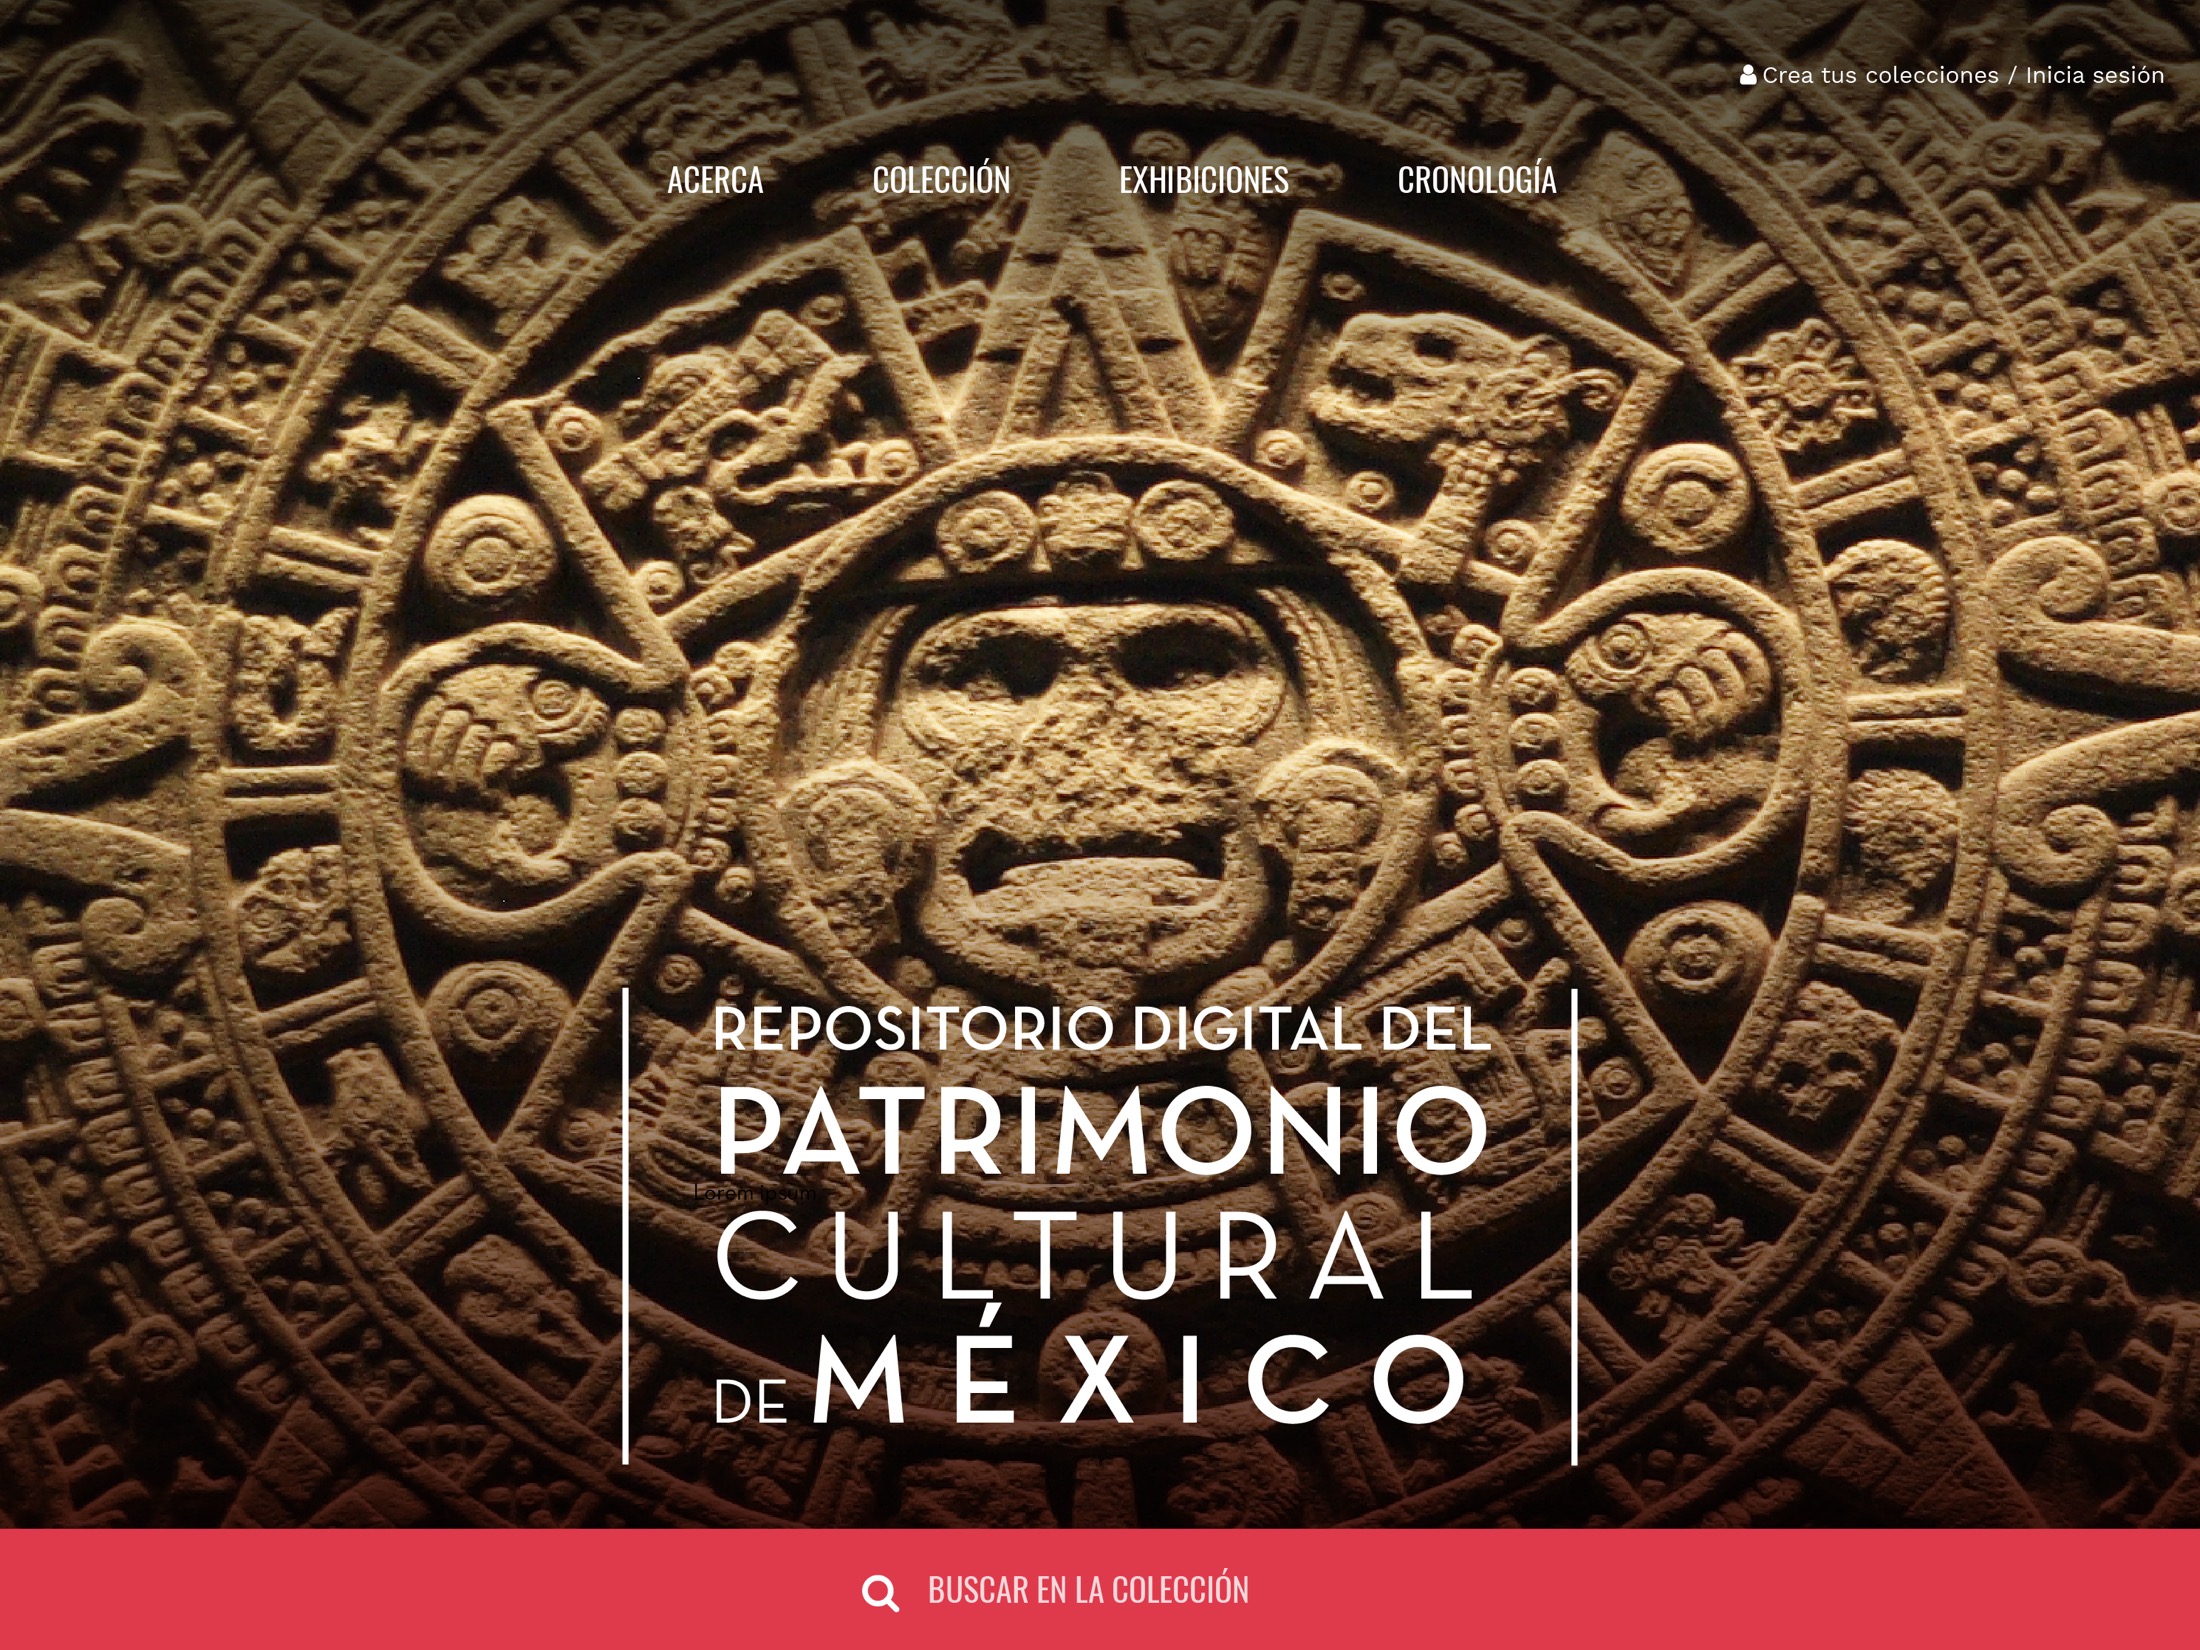 Crea tus colecciones / Inicia sesión
ACERCA COLECCIÓN EXHIBICIONES CRONOLOGÍA
REPOSITORIO DIGITAL DEL
PATRIMONIO
Lorem ipsum
CULTURAL
DE MÉXICO
BUSCAR EN LA COLECCIÓN